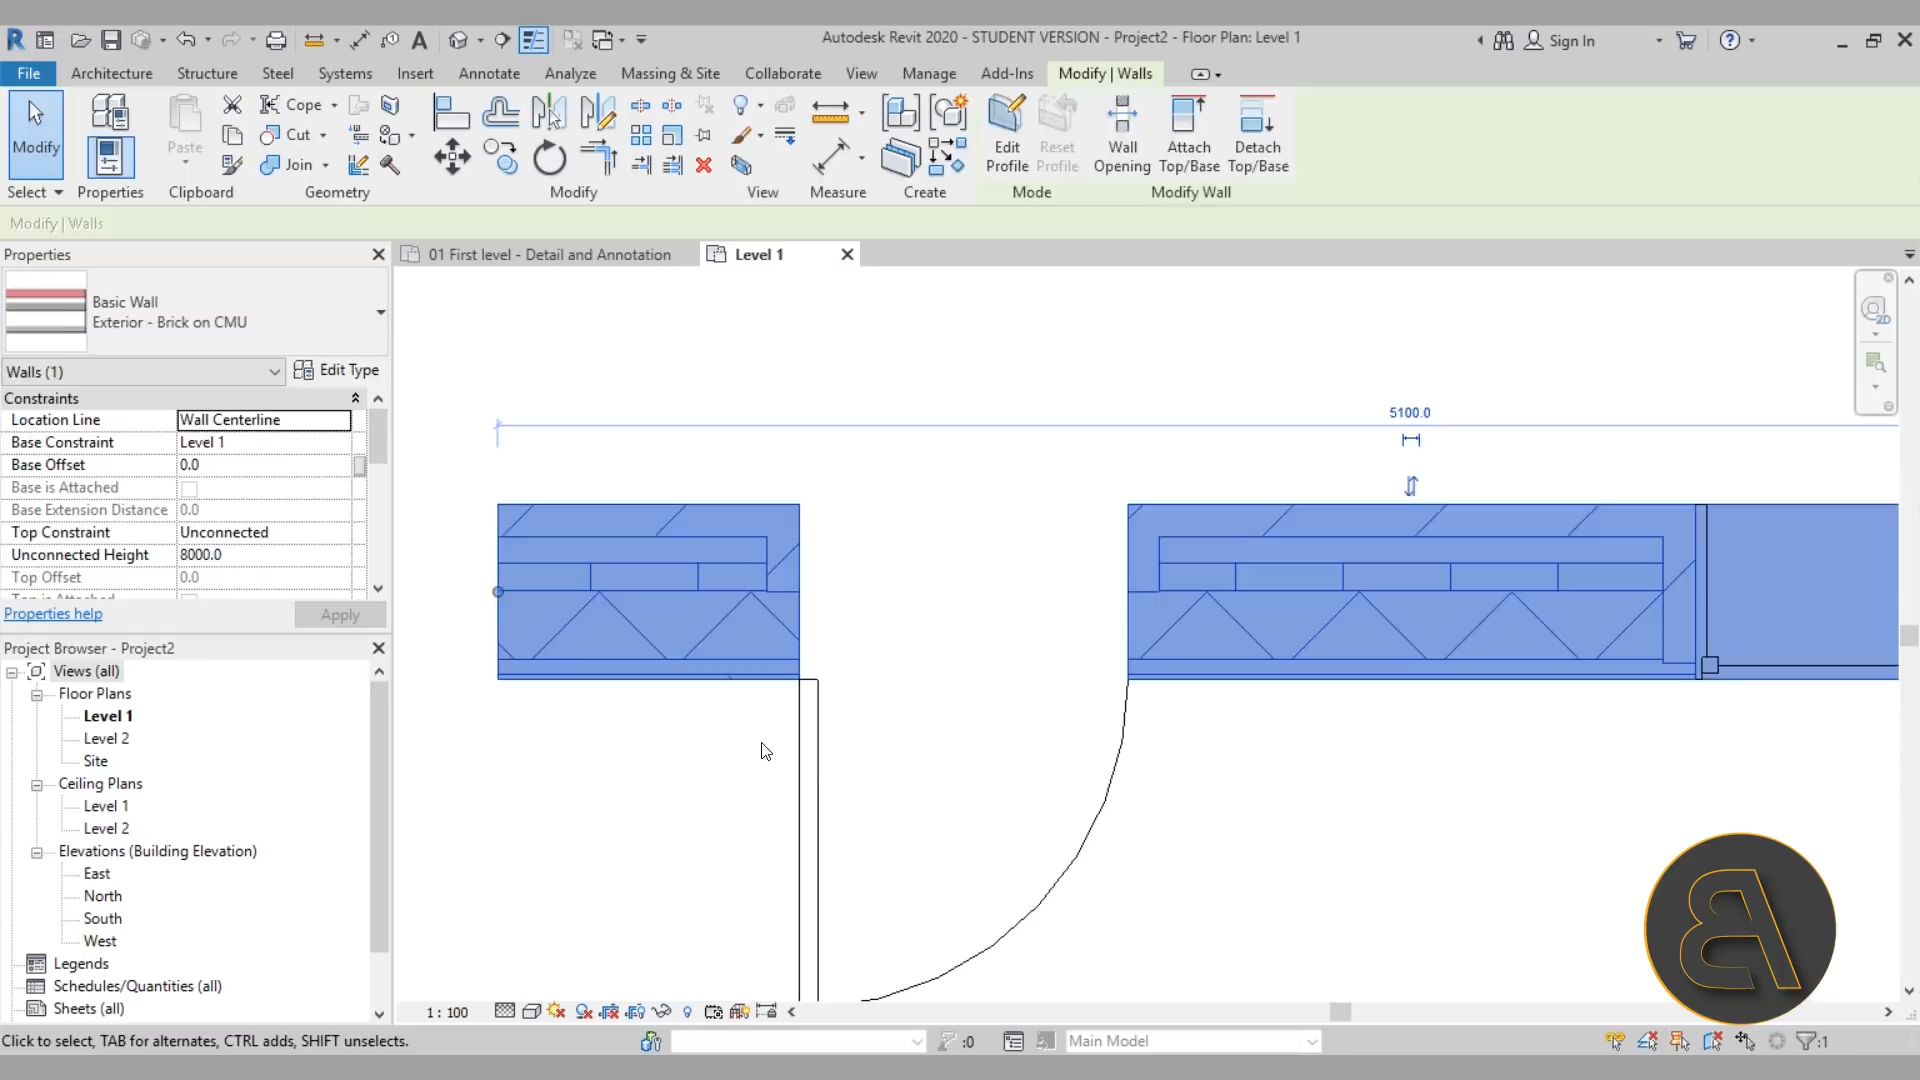 Autodesk Revit 2020 - STUDENT VERSION - Project2 - Floor Plan: Level 1
Sign In
File
Architecture
Structure
Steel
Systems
Insert
Annotate
Analyze
Massing & Site
Collaborate
View
Manage
Add-Ins
Modify | Walls
Modify
Paste
Cope
Cut
Join
Edit
Profile
Reset
Profile
Wall
Opening
Attach
Top/Base
Detach
Top/Base
Select
Properties
Clipboard
Geometry
Modify
View
Measure
Create
Mode
Modify Wall
Modify | Walls
Properties
01 First level - Detail and Annotation
Level 1
Basic Wall
Exterior - Brick on CMU
Walls (1)
Edit Type
Constraints
Location Line
Wall Centerline
Base Constraint
Level 1
Base Offset
0.0
Base is Attached
Base Extension Distance
0.0
Top Constraint
Unconnected
Unconnected Height
8000.0
Top Offset
0.0
Properties help
Apply
5100.0
2D
Project Browser - Project2
Views (all)
Floor Plans
Level 1
Level 2
Site
Ceiling Plans
Level 1
Level 2
Elevations (Building Elevation)
East
North
South
West
Legends
Schedules/Quantities (all)
Sheets (all)
1 : 100
Click to select, TAB for alternates, CTRL adds, SHIFT unselects.
:0
Main Model
:1